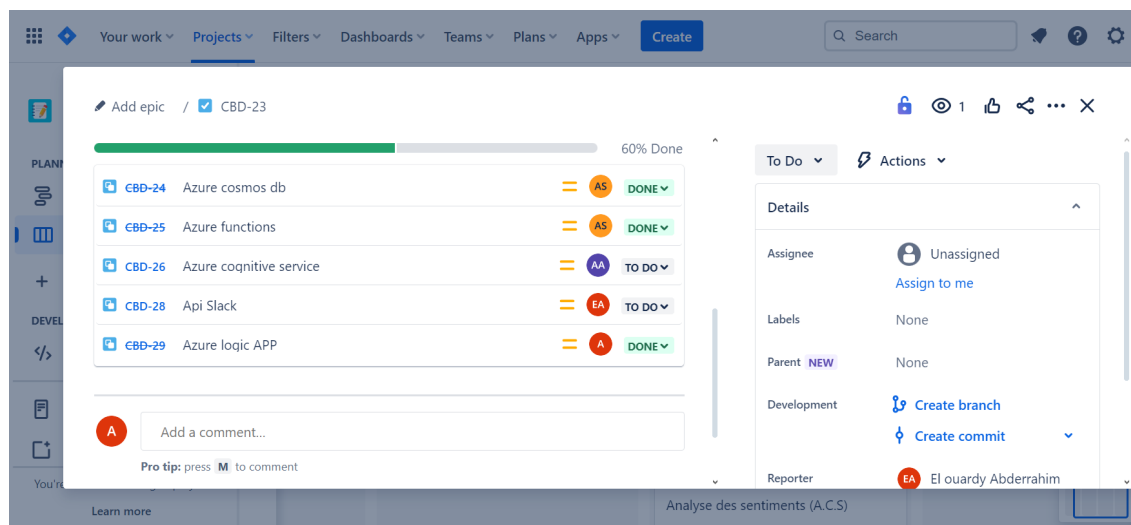 Your work Projects Filters Dashboards Teams Plans Apps Create Search
Add epic / CBD-23 1
60% Done
To Do Actions
PLANN
CBD-24 Azure cosmos db AS DONE
Details
CBD-25 Azure functions AS DONE
Assignee Unassigned
CBD-26 Azure cognitive service AA TO DO
Assign to me
CBD-28 Api Slack EA TO DO
DEVEL
Labels None
CBD-29 Azure logic APP A DONE
Parent NEW None
Development Create branch
A Add a comment...
Create commit
Pro tip: press M to comment
Reporter EA El ouardy Abderrahim
You're
Learn more
Analyse des sentiments (A.C.S)